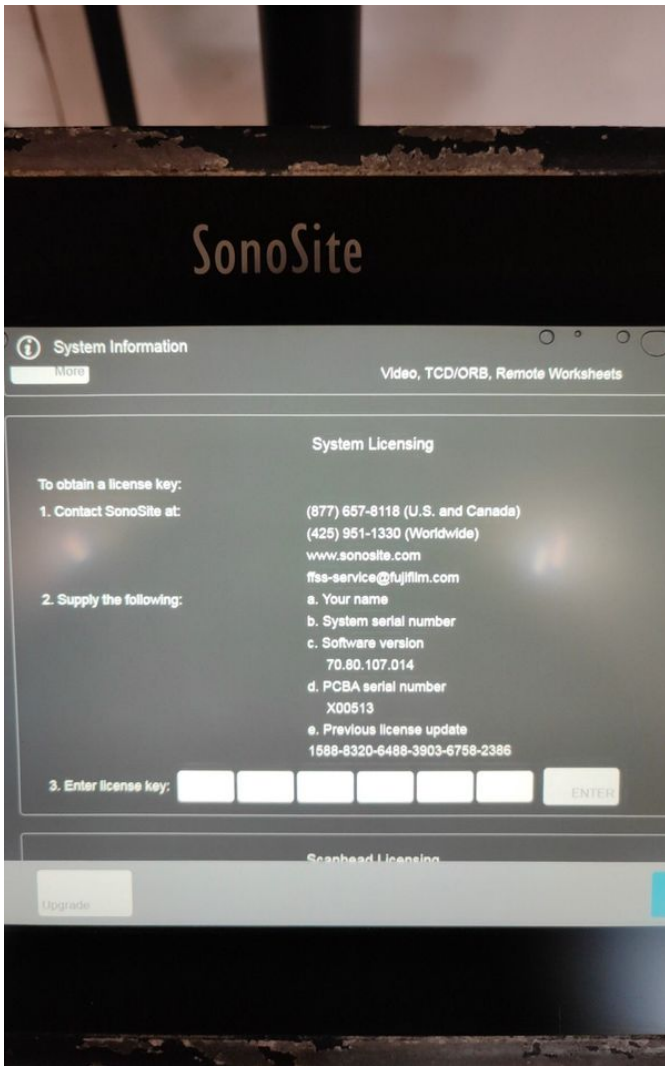 SonoSite
System Information
More
Video, TCD/ORB, Remote Worksheets
System Licensing
To obtain a license key:
1. Contact SonoSite at: (877) 657-8118 (U.S. and Canada)
(425) 951-1330 (Worldwide)
www.sonosite.com
ffss-service@fujifilm.com
2. Supply the following: a. Your name
b. System serial number
c. Software version
70.80.107.014
d. PCBA serial number
X00513
e. Previous license update
1588-8320-6488-3903-6758-2386
3. Enter license key: ENTER
Scanhead Licensing
Upgrade